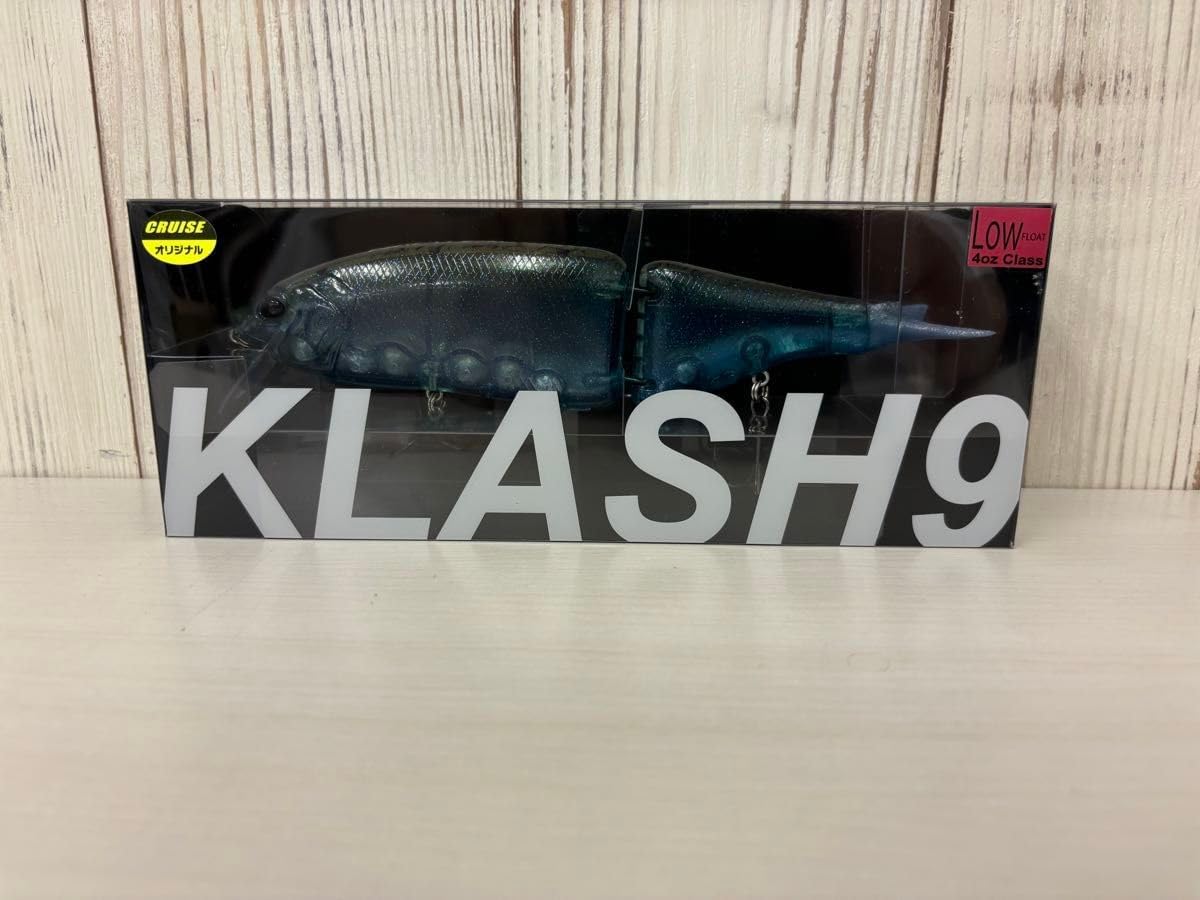 CRUISE
オリジナル
LOW FLOAT
4oz Class
KLASH9